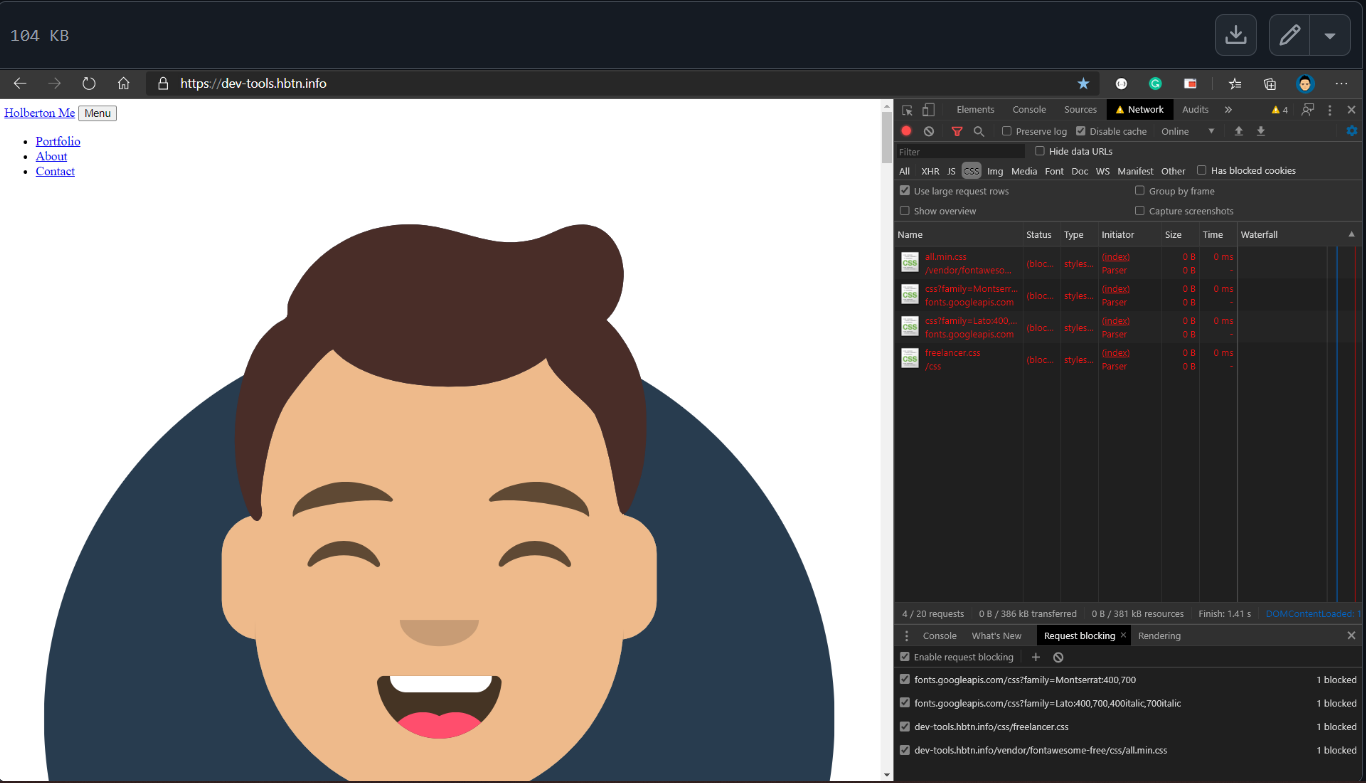 104 KB
https://dev-tools.hbtn.info
Holberton Me Menu
Portfolio
About
Contact
Elements Console Sources Network Audits 4
Preserve log Disable cache Online
Filter Hide data URLs
All XHR JS CSS Img Media Font Doc WS Manifest Other Has blocked cookies
Use large request rows Group by frame
Show overview Capture screenshots
Name Status Type Initiator Size Time Waterfall
all.min.css (bloc... styles... (index) 0 B 0 ms
/vendor/fontaweso... Parser 0 B -
css?family=Montserr... (bloc... styles... (index) 0 B 0 ms
fonts.googleapis.com Parser 0 B -
css?family=Lato:400,... (bloc... styles... (index) 0 B 0 ms
fonts.googleapis.com Parser 0 B -
freelancer.css (bloc... styles... (index) 0 B 0 ms
/css Parser 0 B -
4 / 20 requests 0 B / 386 kB transferred 0 B / 381 kB resources Finish: 1.41 s DOMContentLoaded: 1
Console What's New Request blocking Rendering
Enable request blocking
fonts.googleapis.com/css?family=Montserrat:400,700 1 blocked
fonts.googleapis.com/css?family=Lato:400,700,400italic,700italic 1 blocked
dev-tools.hbtn.info/css/freelancer.css 1 blocked
dev-tools.hbtn.info/vendor/fontawesome-free/css/all.min.css 1 blocked